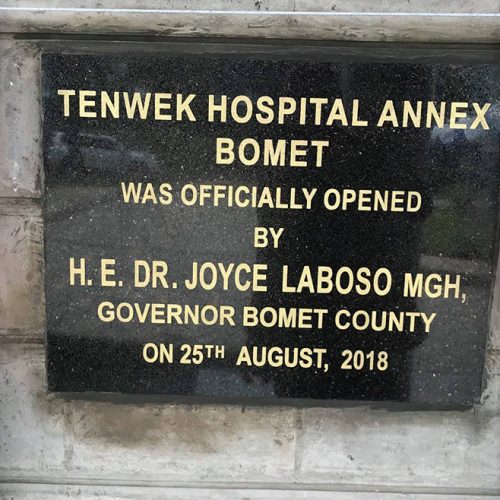 TENWEK HOSPITAL ANNEX
BOMET
WAS OFFICIALLY OPENED
BY
H. E. DR. JOYCE LABOSO MGH,
GOVERNOR BOMET COUNTY
ON 25TH AUGUST, 2018